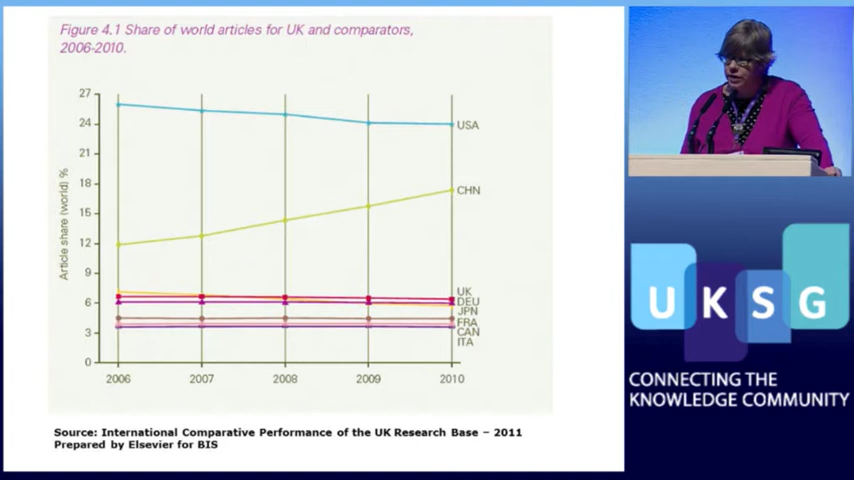 Figure 4.1 Share of world articles for UK and comparators,
2006-2010.
27
24
21
18
15
12
9
6
3
0
Article share (world) %
USA
CHN
UK
DEU
JPN
FRA
CAN
ITA
2006
2007
2008
2009
2010
Source: International Comparative Performance of the UK Research Base – 2011
Prepared by Elsevier for BIS
UKSG
CONNECTING THE
KNOWLEDGE COMMUNITY